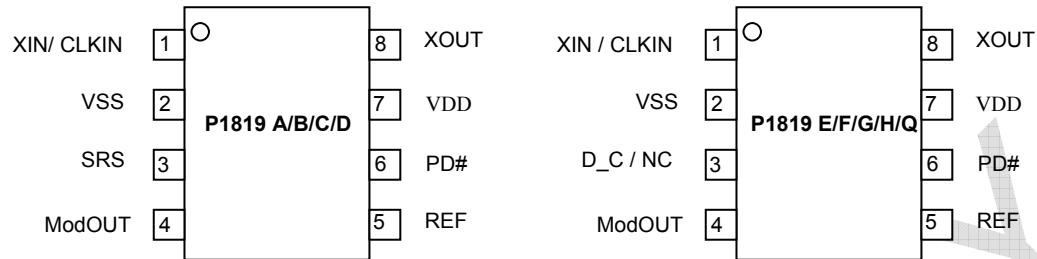 XIN/ CLKIN 1 8 XOUT
VSS 2 7 VDD
P1819 A/B/C/D
SRS 3 6 PD#
ModOUT 4 5 REF
XIN / CLKIN 1 8 XOUT
VSS 2 7 VDD
P1819 E/F/G/H/Q
D_C / NC 3 6 PD#
ModOUT 4 5 REF